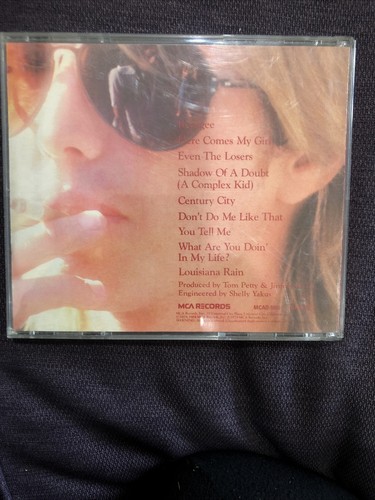 Comes My Girl
Even The Losers
Shadow Of A Doubt
(A Complex Kid)
Century City
Don't Do Me Like That
You Tell Me
What Are You Doin'
In My Life?
Louisiana Rain
Produced by Tom Petty &
Engineered by Shelly Yakus
MCA RECORDS